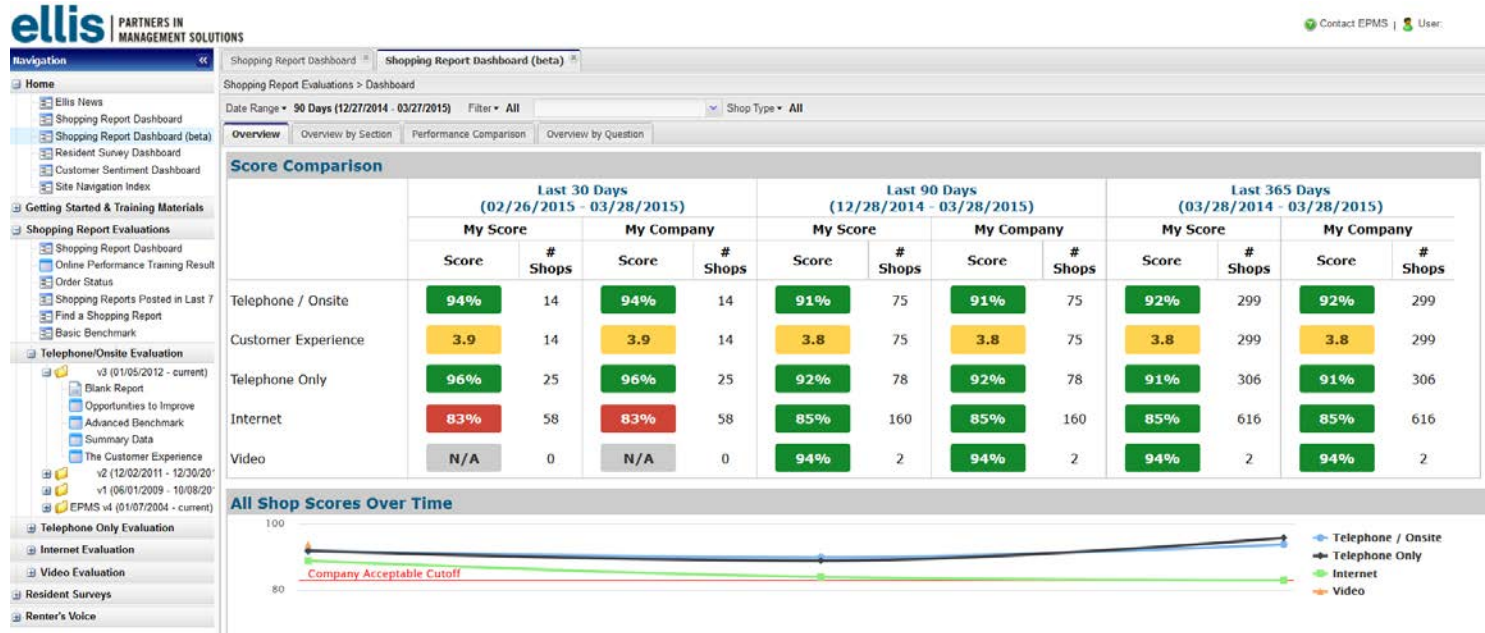 ellis PARTNERS IN
MANAGEMENT SOLUTIONS
Contact EPMS | User:
Navigation
Home
Ellis News
Shopping Report Dashboard
Shopping Report Dashboard (beta)
Resident Survey Dashboard
Customer Sentiment Dashboard
Site Navigation Index
Getting Started & Training Materials
Shopping Report Evaluations
Shopping Report Dashboard
Online Performance Training Result
Order Status
Shopping Reports Posted in Last 7
Find a Shopping Report
Basic Benchmark
Telephone/Onsite Evaluation
v3 (01/05/2012 - current)
Blank Report
Opportunities to Improve
Advanced Benchmark
Summary Data
The Customer Experience
v2 (12/02/2011 - 12/30/20
v1 (06/01/2009 - 10/08/20
EPMS v4 (01/07/2004 - current)
Telephone Only Evaluation
Internet Evaluation
Video Evaluation
Resident Surveys
Renter's Voice
Shopping Report Dashboard Shopping Report Dashboard (beta)
Shopping Report Evaluations > Dashboard
Date Range 90 Days (12/27/2014 - 03/27/2015) Filter All Shop Type All
Overview Overview by Section Performance Comparison Overview by Question
Score Comparison
Last 30 Days Last 90 Days Last 365 Days
(02/26/2015 - 03/28/2015) (12/28/2014 - 03/28/2015) (03/28/2014 - 03/28/2015)
My Score My Company My Score My Company My Score My Company
Score # Shops Score # Shops Score # Shops Score # Shops Score # Shops Score # Shops
Telephone / Onsite 94% 14 94% 14 91% 75 91% 75 92% 299 92% 299
Customer Experience 3.9 14 3.9 14 3.8 75 3.8 75 3.8 299 3.8 299
Telephone Only 96% 25 96% 25 92% 78 92% 78 91% 306 91% 306
Internet 83% 58 83% 58 85% 160 85% 160 85% 616 85% 616
Video N/A 0 N/A 0 94% 2 94% 2 94% 2 94% 2
All Shop Scores Over Time
100
Company Acceptable Cutoff
80
Telephone / Onsite
Telephone Only
Internet
Video